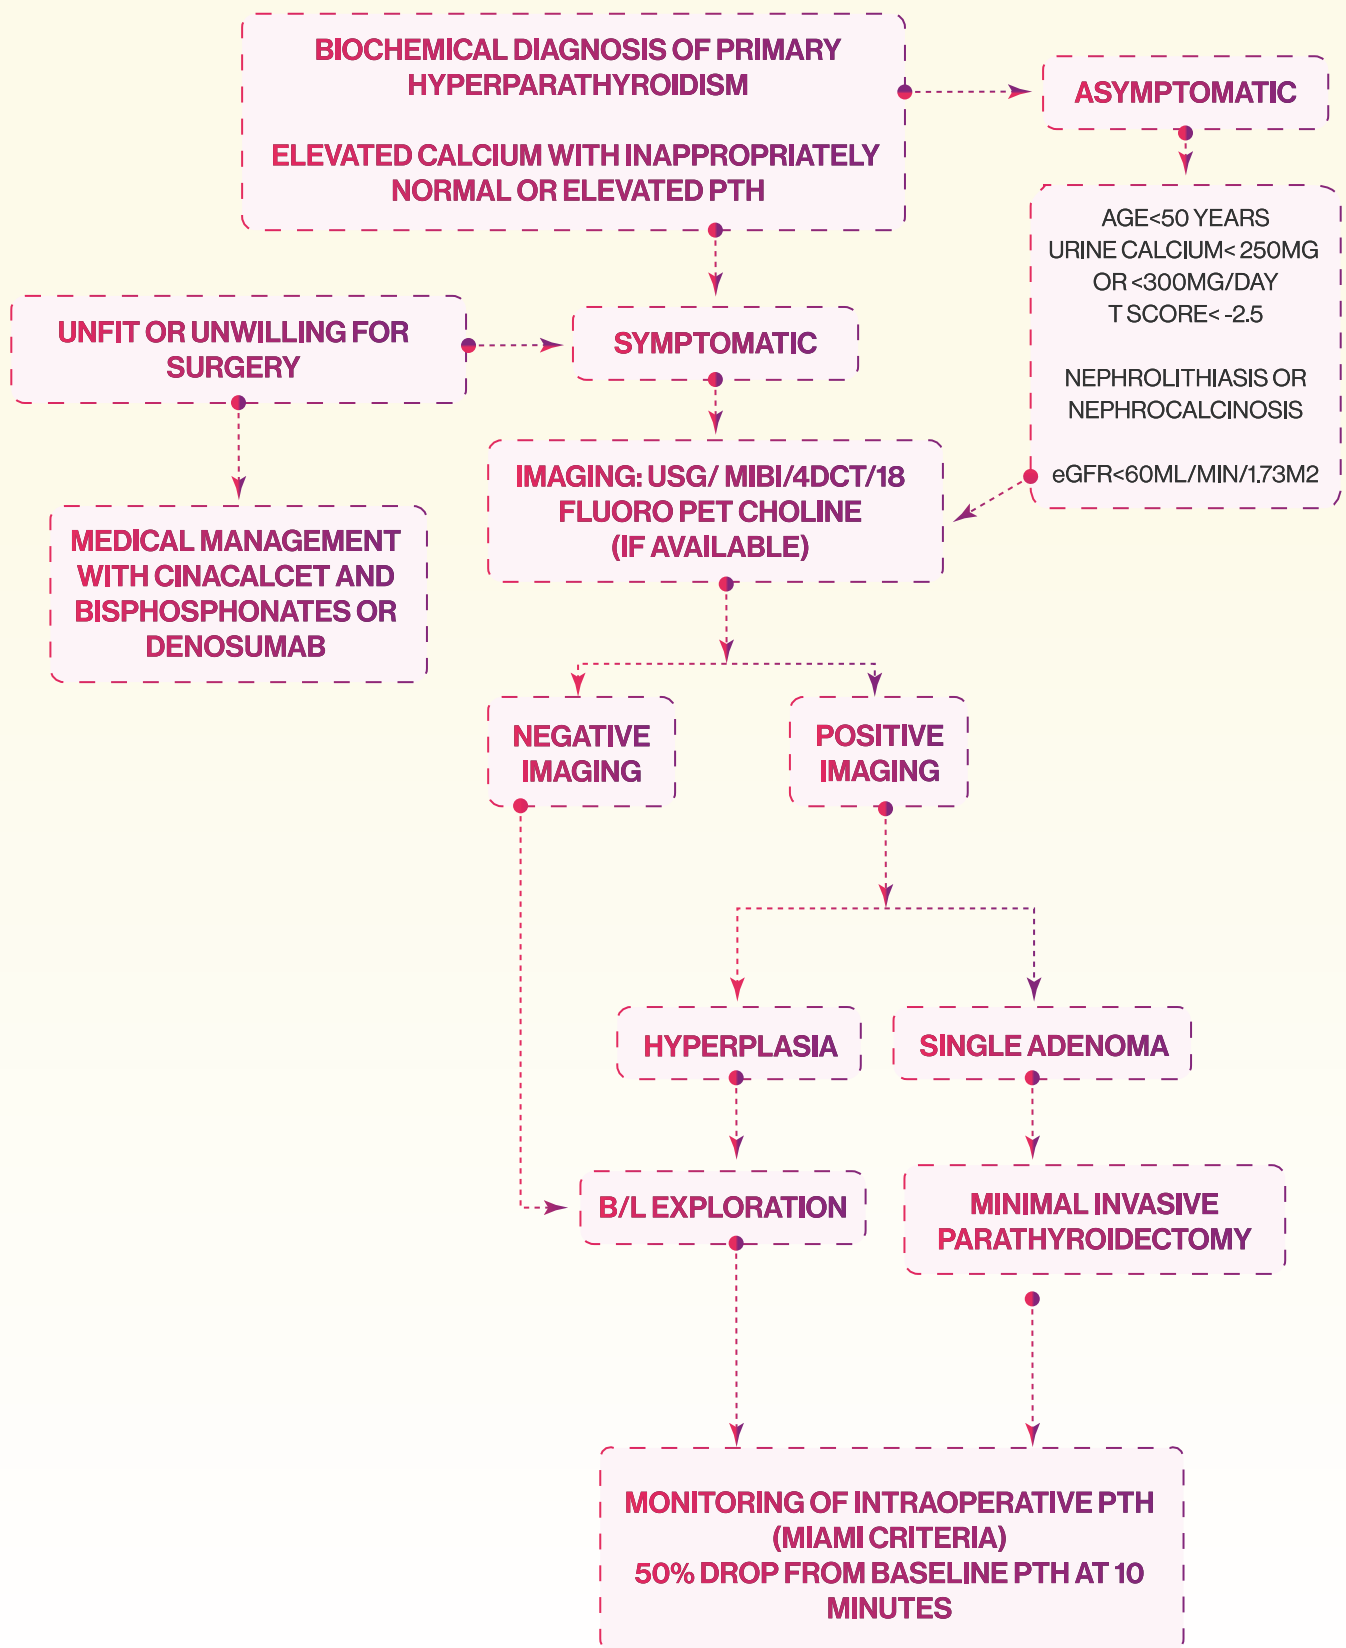 BIOCHEMICAL DIAGNOSIS OF PRIMARY
HYPERPARATHYROIDISM
ELEVATED CALCIUM WITH INAPPROPRIATELY
NORMAL OR ELEVATED PTH
ASYMPTOMATIC
AGE<50 YEARS
URINE CALCIUM< 250MG
OR <300MG/DAY
T SCORE< -2.5
NEPHROLITHIASIS OR
NEPHROCALCINOSIS
eGFR<60ML/MIN/1.73M2
UNFIT OR UNWILLING FOR
SURGERY
SYMPTOMATIC
MEDICAL MANAGEMENT
WITH CINACALCET AND
BISPHOSPHONATES OR
DENOSUMAB
IMAGING: USG/ MIBI/4DCT/18
FLUORO PET CHOLINE
(IF AVAILABLE)
NEGATIVE
IMAGING
POSITIVE
IMAGING
HYPERPLASIA
SINGLE ADENOMA
B/L EXPLORATION
MINIMAL INVASIVE
PARATHYROIDECTOMY
MONITORING OF INTRAOPERATIVE PTH
(MIAMI CRITERIA)
50% DROP FROM BASELINE PTH AT 10
MINUTES